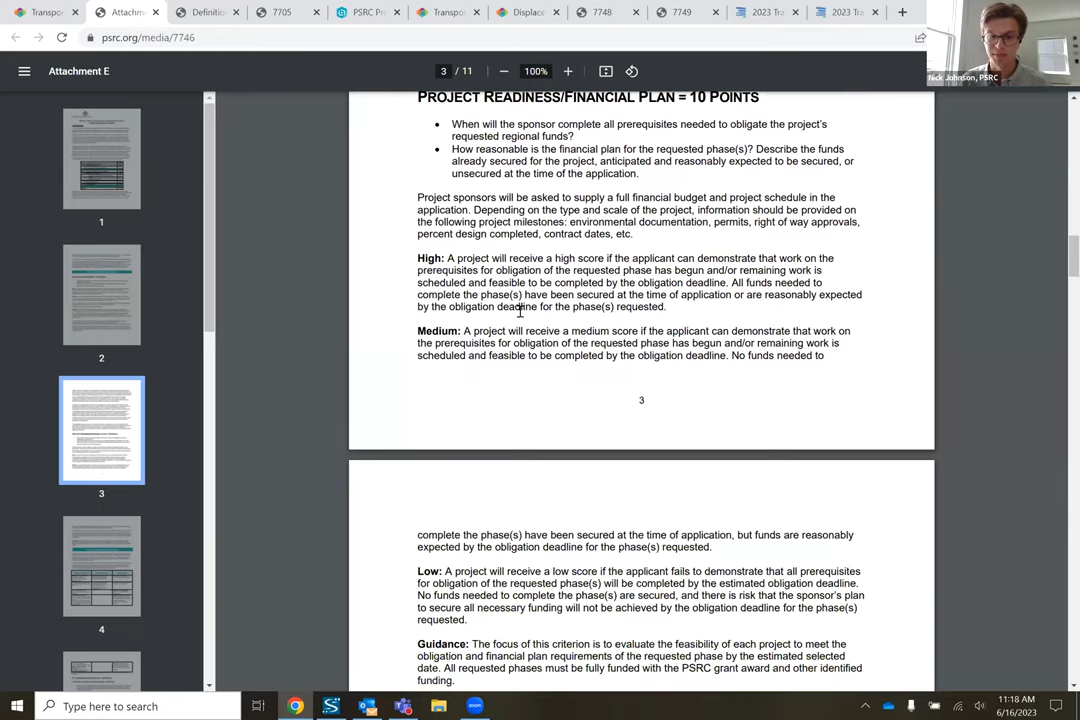 Transpor
Attachm
Definitio
7705
PSRC Pro
Transpor
Displace
7748
7749
2023 Tra
2023 Tra
psrc.org/media/7746
Nick Johnson, PSRC
Attachment E
3 / 11
100%
1
2
3
4
PROJECT READINESS/FINANCIAL PLAN = 10 POINTS
• When will the sponsor complete all prerequisites needed to obligate the project's
requested regional funds?
• How reasonable is the financial plan for the requested phase(s)? Describe the funds
already secured for the project, anticipated and reasonably expected to be secured, or
unsecured at the time of the application.
Project sponsors will be asked to supply a full financial budget and project schedule in the
application. Depending on the type and scale of the project, information should be provided on
the following project milestones: environmental documentation, permits, right of way approvals,
percent design completed, contract dates, etc.
High: A project will receive a high score if the applicant can demonstrate that work on the
prerequisites for obligation of the requested phase has begun and/or remaining work is
scheduled and feasible to be completed by the obligation deadline. All funds needed to
complete the phase(s) have been secured at the time of application or are reasonably expected
by the obligation deadline for the phase(s) requested.
Medium: A project will receive a medium score if the applicant can demonstrate that work on
the prerequisites for obligation of the requested phase has begun and/or remaining work is
scheduled and feasible to be completed by the obligation deadline. No funds needed to
3
complete the phase(s) have been secured at the time of application, but funds are reasonably
expected by the obligation deadline for the phase(s) requested.
Low: A project will receive a low score if the applicant fails to demonstrate that all prerequisites
for obligation of the requested phase(s) will be completed by the estimated obligation deadline.
No funds needed to complete the phase(s) are secured, and there is risk that the sponsor's plan
to secure all necessary funding will not be achieved by the obligation deadline for the phase(s)
requested.
Guidance: The focus of this criterion is to evaluate the feasibility of each project to meet the
obligation and financial plan requirements of the requested phase by the estimated selected
date. All requested phases must be fully funded with the PSRC grant award and other identified
funding.
Type here to search
11:18 AM
6/16/2023